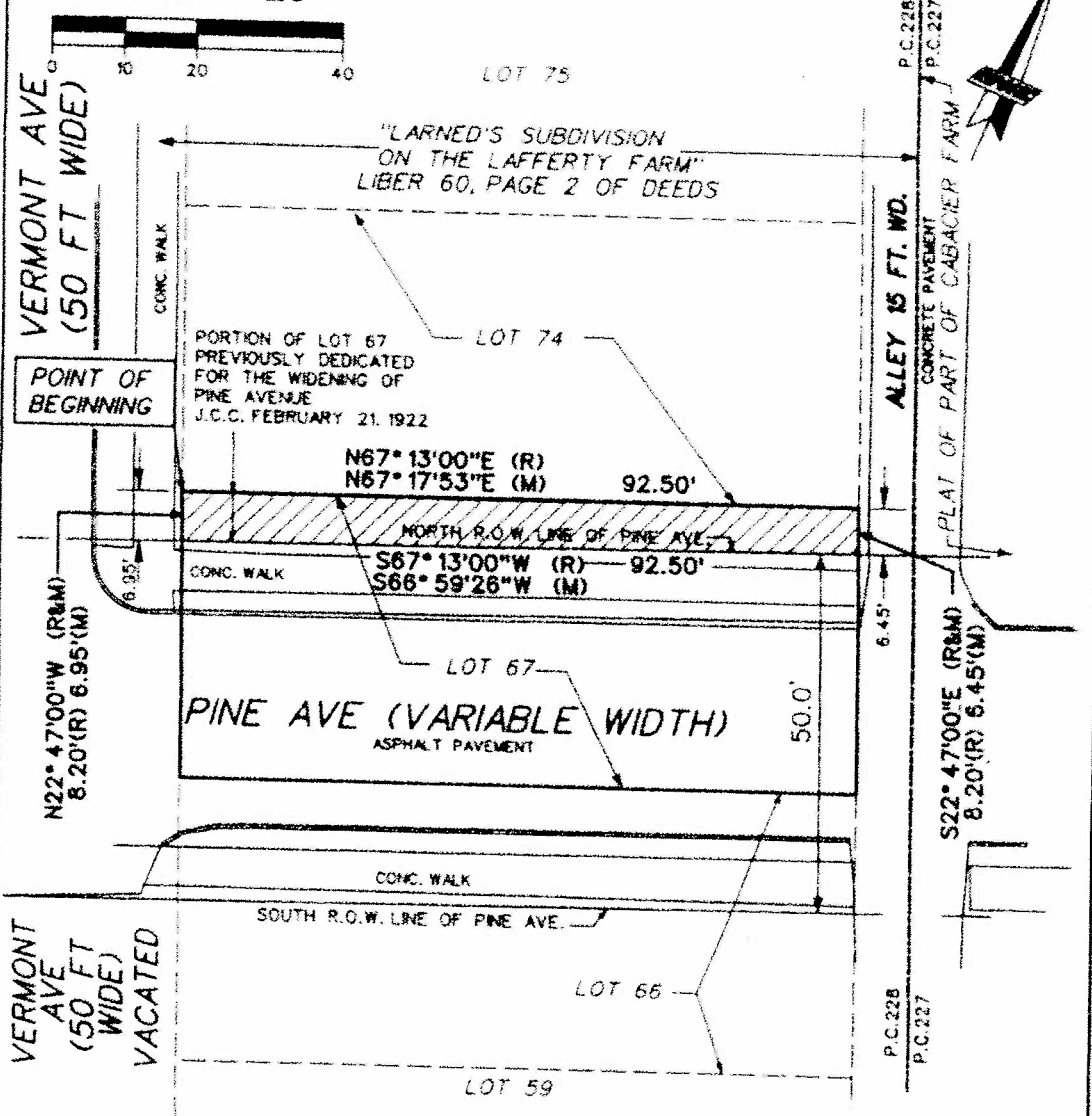 0 10 20 40
LOT 75
P.C.228
P.C.227
VERMONT AVE
(50 FT WIDE)
"LARNED'S SUBDIVISION
ON THE LAFFERTY FARM"
LIBER 60, PAGE 2 OF DEEDS
CONC. WALK
ALLEY 15 FT. WD.
CONCRETE PAVEMENT
PLAT OF PART OF CABACIER FARM
PORTION OF LOT 67
PREVIOUSLY DEDICATED
FOR THE WIDENING OF
PINE AVENUE
J.C.C. FEBRUARY 21, 1922
LOT 74
POINT OF
BEGINNING
N67°13'00"E (R)
N67°17'53"E (M) 92.50'
NORTH R.O.W. LINE OF PINE AVE.
S67°13'00"W (R) 92.50'
S66°59'26"W (M)
CONC. WALK
6.95'
6.45'
N22°47'00"W (R&M)
8.20'(R) 6.95'(M)
S22°47'00"E (R&M)
8.20'(R) 6.45'(M)
LOT 67
PINE AVE (VARIABLE WIDTH)
ASPHALT PAVEMENT
50.0'
CONC. WALK
SOUTH R.O.W. LINE OF PINE AVE.
VERMONT
AVE
(50 FT
WIDE)
VACATED
LOT 66
P.C.228
P.C.227
LOT 59